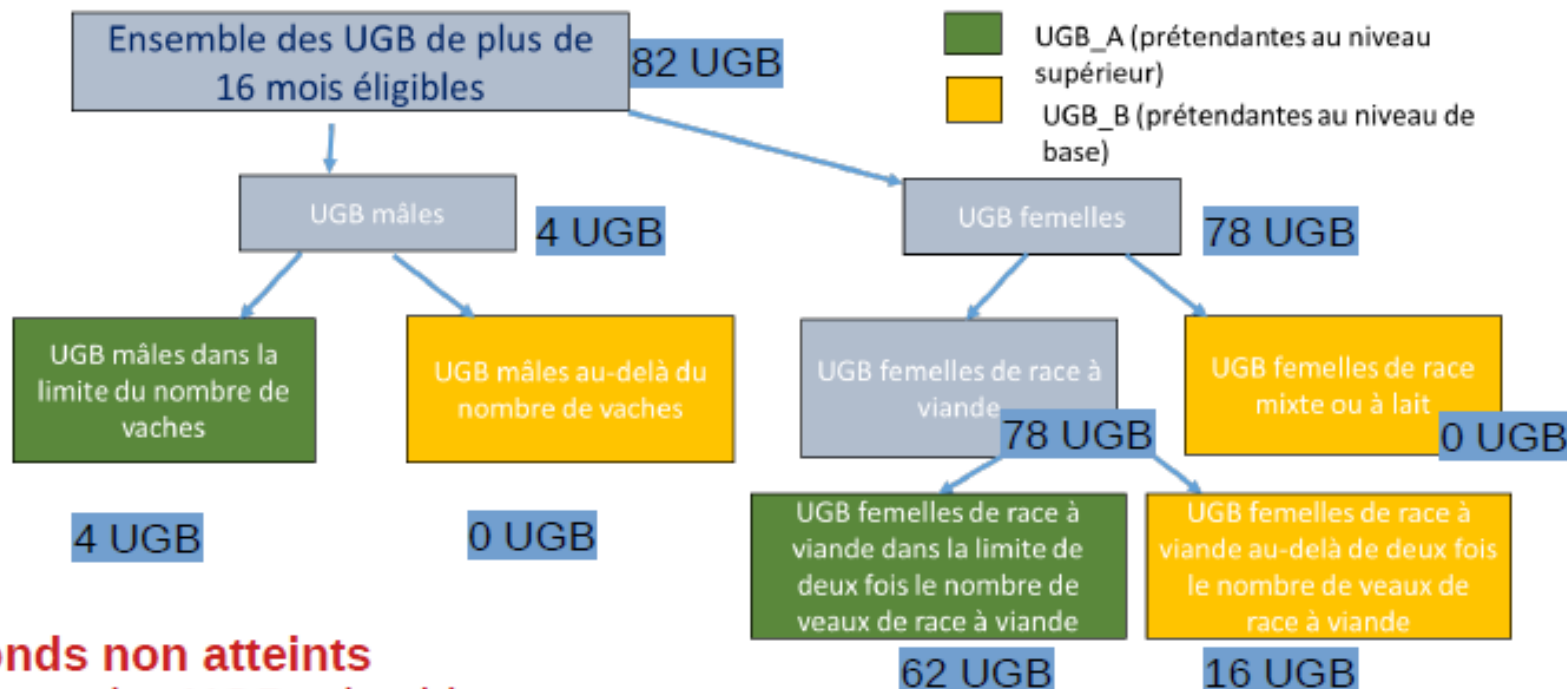 Ensemble des UGB de plus de
16 mois éligibles
82 UGB
UGB_A (prétendantes au niveau
supérieur)
UGB_B (prétendantes au niveau de
base)
UGB mâles
4 UGB
UGB femelles
78 UGB
UGB mâles dans la
limite du nombre de
vaches
4 UGB
UGB mâles au-delà du
nombre de vaches
0 UGB
UGB femelles de race à
viande
78 UGB
UGB femelles de race
mixte ou à lait
0 UGB
UGB femelles de race à
viande dans la limite de
deux fois le nombre de
veaux de race à viande
62 UGB
UGB femelles de race à
viande au-delà de deux fois
le nombre de veaux de
race à viande
16 UGB
non atteints